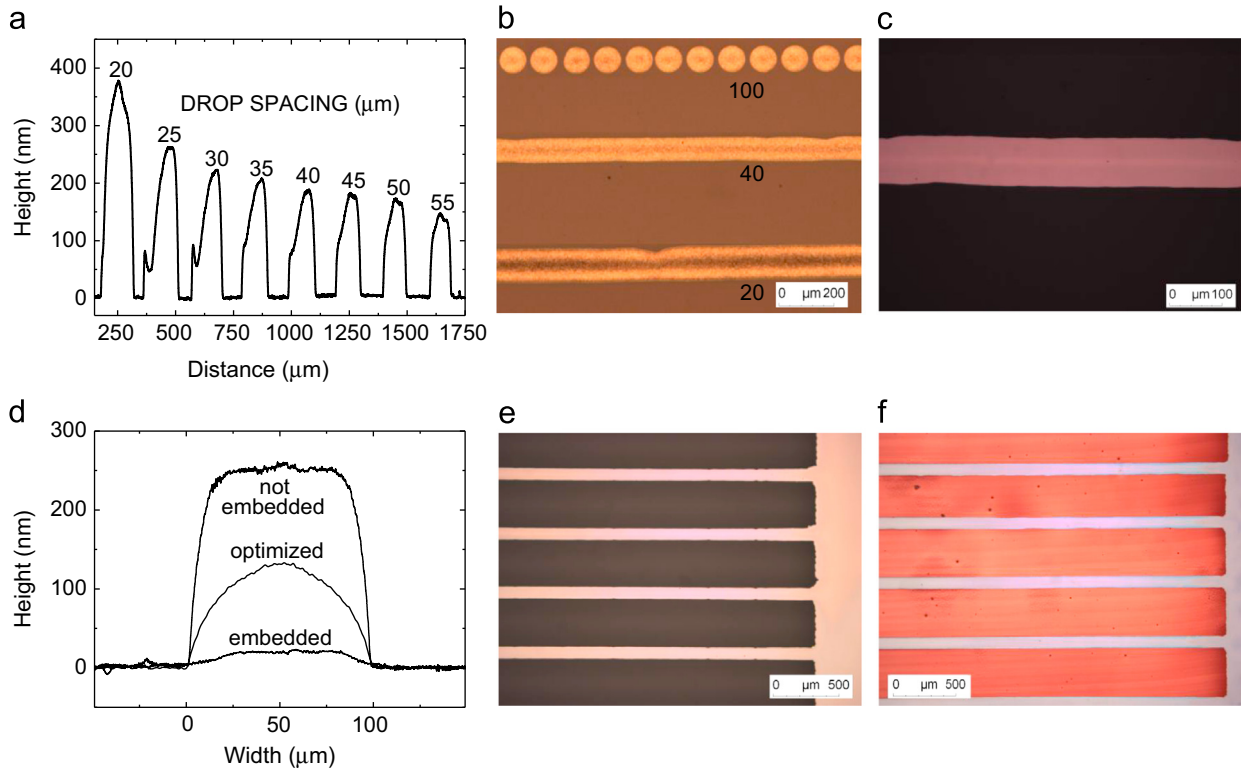 a
400
300
200
100
0
Height (nm)
20
25
30
35
40
45
50
55
DROP SPACING (μm)
250
500
750
1000
1250
1500
1750
Distance (μm)
b
100
40
20
0 μm 200
c
0 μm 100
d
300
200
100
0
Height (nm)
not
embedded
optimized
embedded
0
50
100
Width (μm)
e
0 μm 500
f
0 μm 500